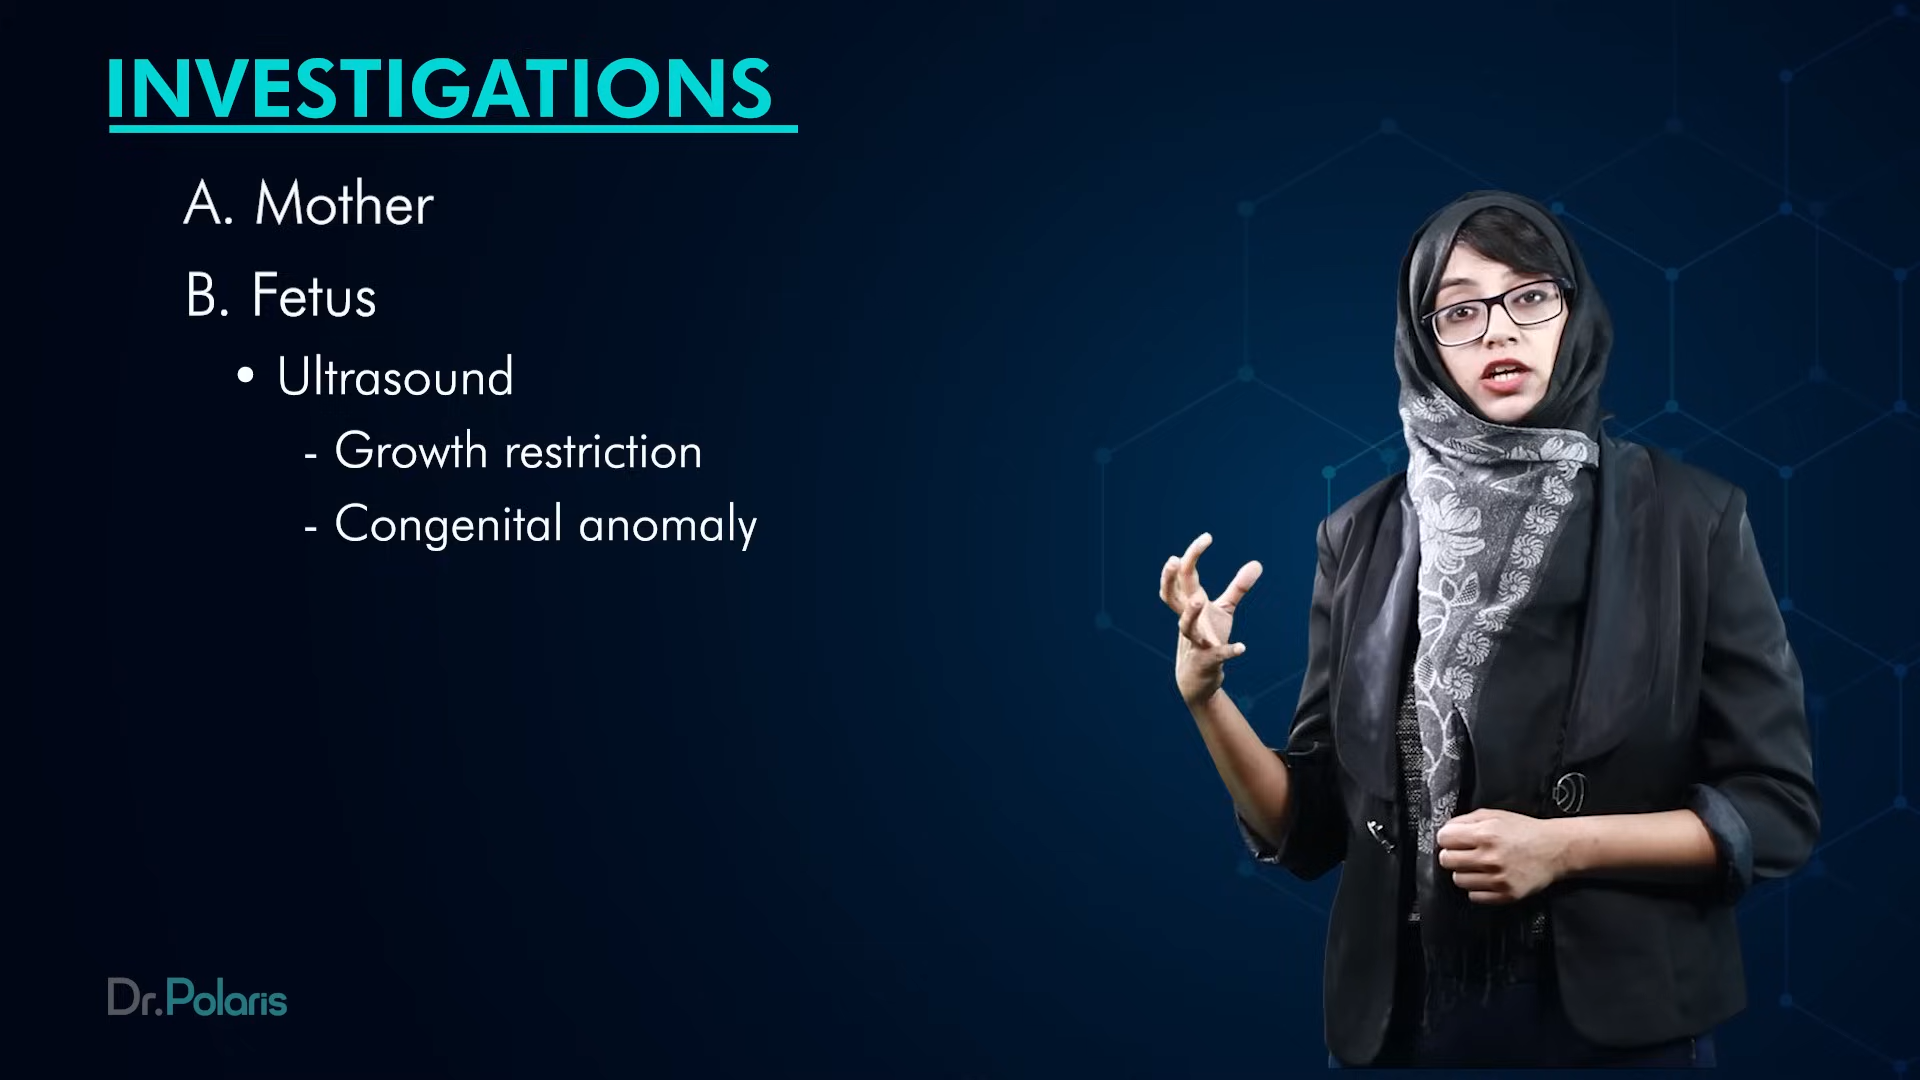 INVESTIGATIONS
A. Mother
B. Fetus
• Ultrasound
- Growth restriction
- Congenital anomaly
Dr.Polaris